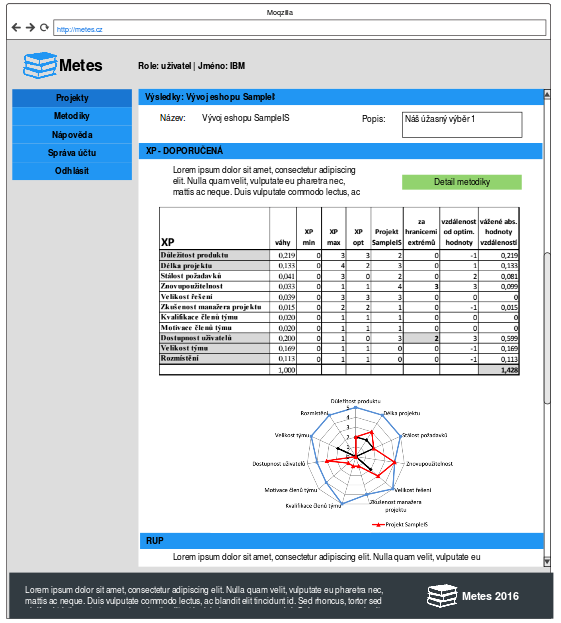 Moqzilla
http://metes.cz
Metes
Role: uživatel | Jméno: IBM
Projekty
Metodiky
Nápověda
Správa účtu
Odhlásit
Výsledky: Vývoj eshopu SampleIS
Název: Vývoj eshopu SampleIS Popis: Náš úžasný výběr 1
XP - DOPORUČENÁ
Lorem ipsum dolor sit amet, consectetur adipiscing
elit. Nulla quam velit, vulputate eu pharetra nec,
mattis ac neque. Duis vulputate commodo lectus, ac
Detail metodiky
XP váhy XP min XP max XP opt Projekt SampleIS za hranicemi extrémů vzdálenost od optim. hodnoty vážené abs. hodnoty vzdáleností
Důležitost produktu 0,219 0 3 3 2 0 -1 0,219
Délka projektu 0,133 0 4 2 3 0 1 0,133
Stálost požadavků 0,041 0 3 0 2 0 2 0,081
Znovupoužitelnost 0,033 0 1 1 4 3 3 0,099
Velikost řešení 0,039 0 3 3 3 0 0 0
Zkušenost manažera projektu 0,015 0 2 2 1 0 -1 0,015
Kvalifikace členů týmu 0,020 0 1 1 1 0 0 0
Motivace členů týmu 0,020 0 1 1 1 0 0 0
Dostupnost uživatelů 0,200 0 1 0 3 2 3 0,599
Velikost týmu 0,169 0 1 1 0 0 -1 0,169
Rozmístění 0,113 0 1 1 0 0 -1 0,113
1,000 1,428
Důležitost produktu
Rozmístění 5 Délka projektu
4
3
Velikost týmu 2 Stálost požadavků
1
Dostupnost uživatelů Znovupoužitelnost
Motivace členů týmu Velikost řešení
Kvalifikace členů týmu Zkušenost manažera
projektu
Projekt SampleIS
RUP
Lorem ipsum dolor sit amet, consectetur adipiscing elit. Nulla quam velit, vulputate eu
Lorem ipsum dolor sit amet, consectetur adipiscing elit. Nulla quam velit, vulputate eu pharetra nec,
mattis ac neque. Duis vulputate commodo lectus, ac blandit elit tincidunt id. Sed rhoncus, tortor sed
Metes 2016